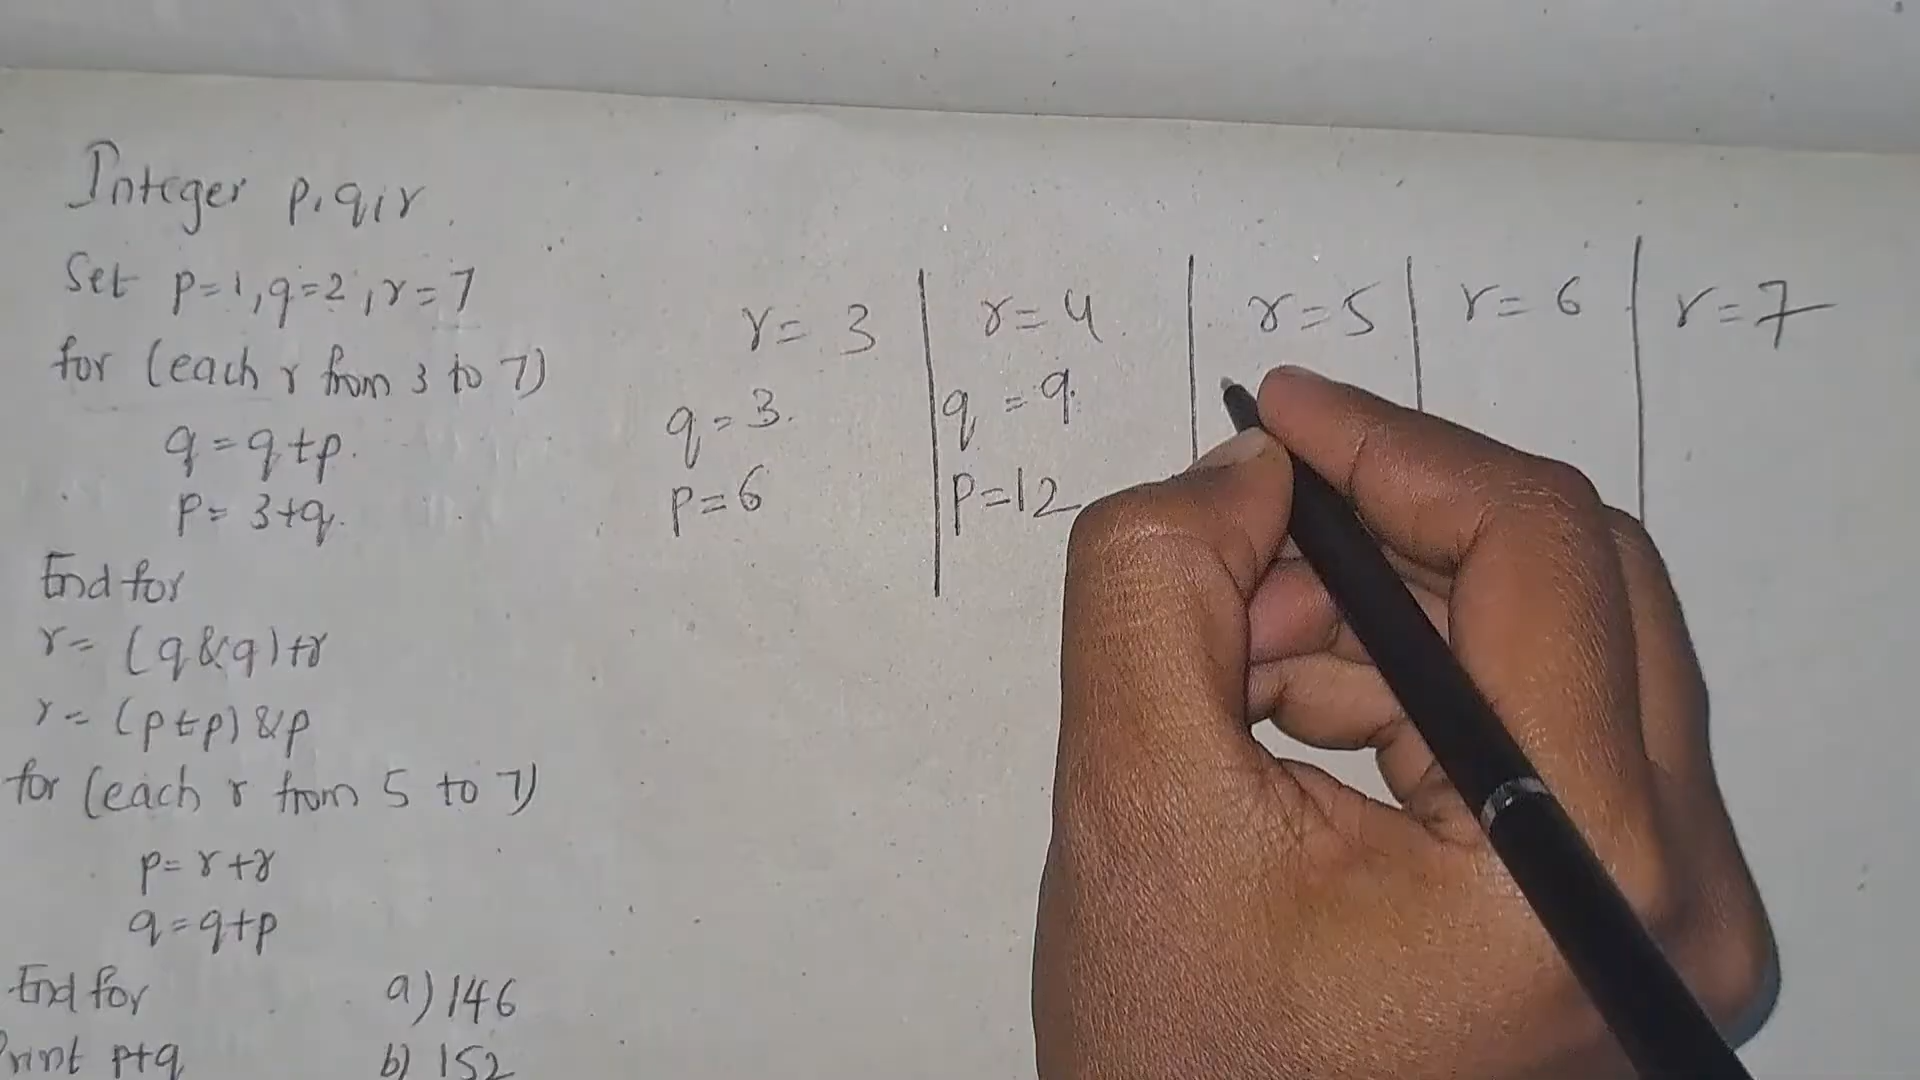 Integer p,q,r
Set p=1,q=2,r=7
for (each r from 3 to 7)
q=q+p.
p= 3+q.
End for
r= (q&q)+r
r= (p+p)&p
for (each r from 5 to 7)
p= r+r
q=q+p
End for
Print p+q
a) 146
b) 152
r= 3
q=3.
p=6
r=4
q=9
p=12
r=5
r=6
r=7